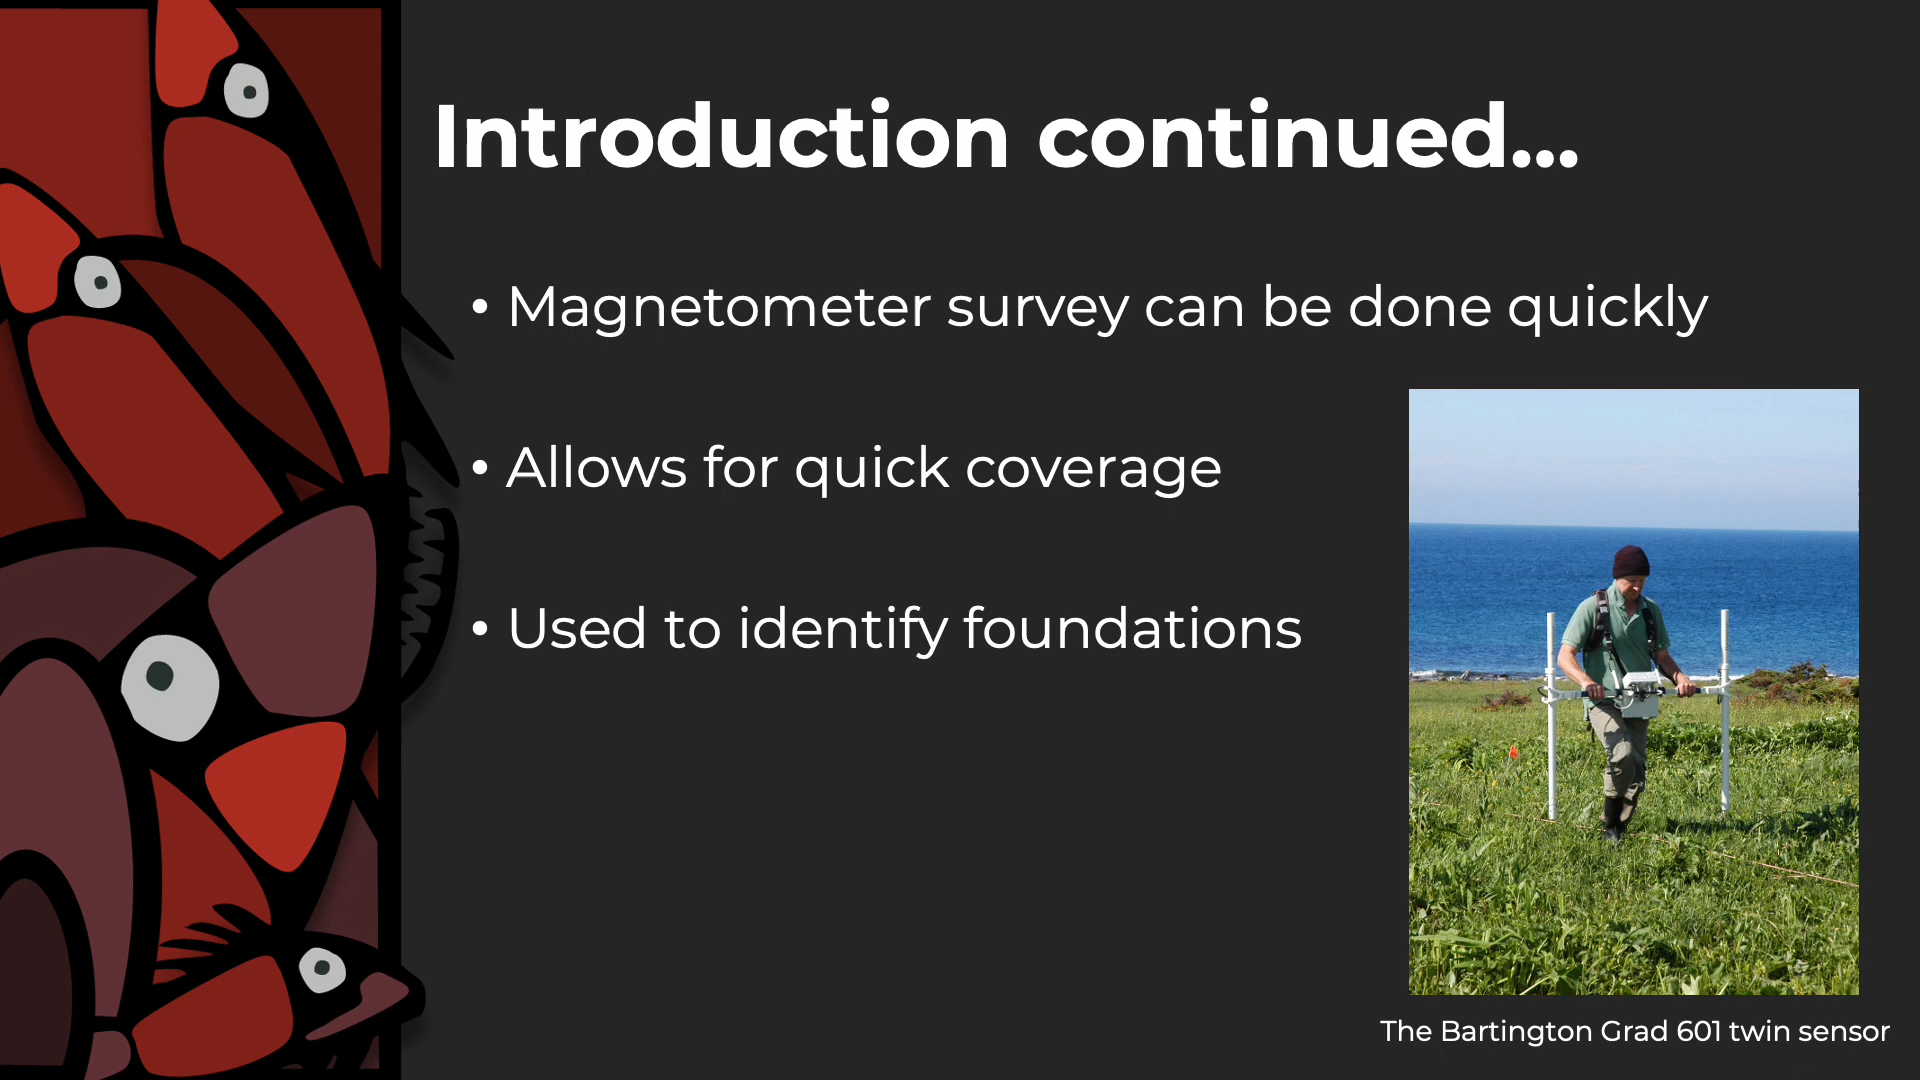 Introduction continued...
• Magnetometer survey can be done quickly
• Allows for quick coverage
• Used to identify foundations
The Bartington Grad 601 twin sensor